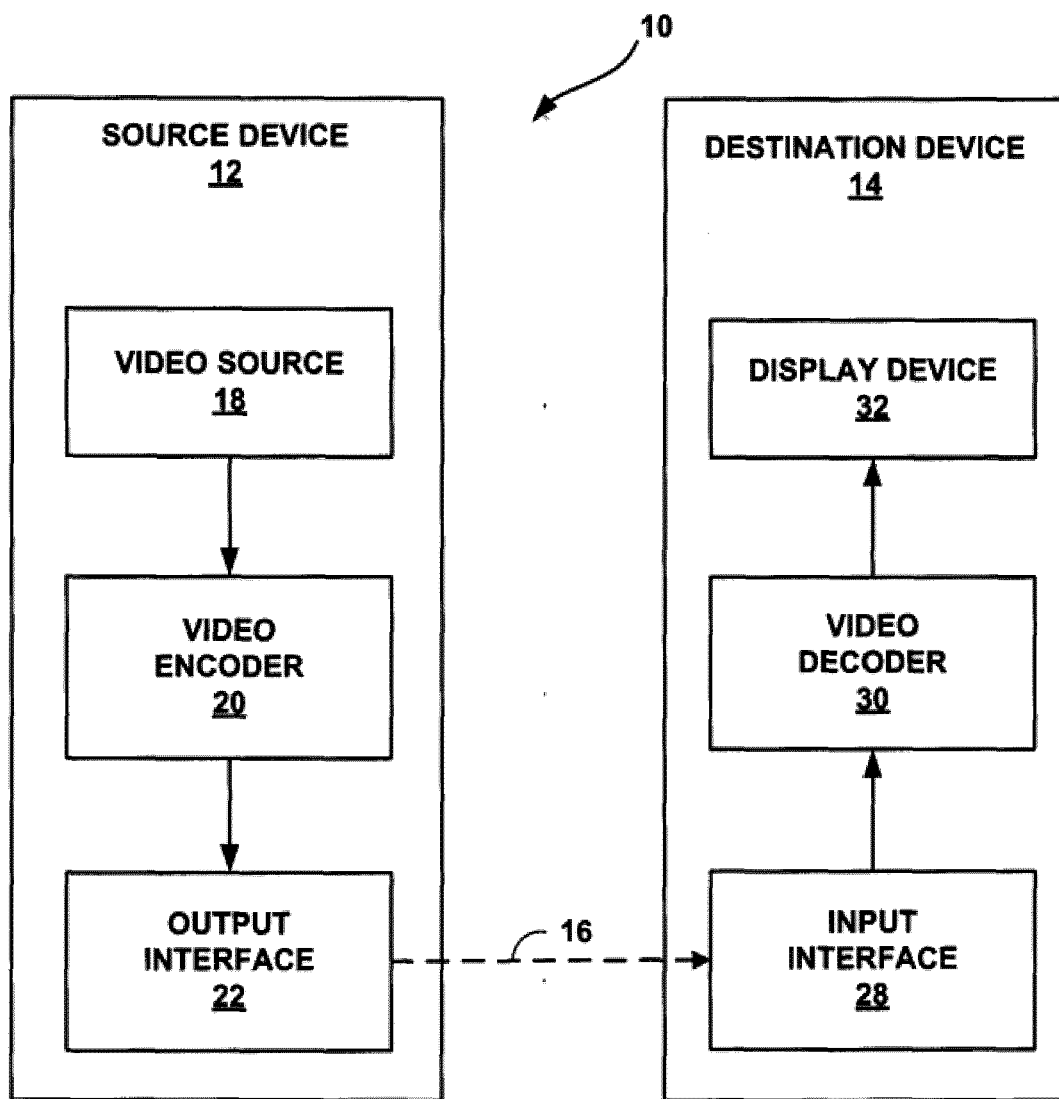 10
SOURCE DEVICE
12
VIDEO SOURCE
18
VIDEO
ENCODER
20
OUTPUT
INTERFACE
22
16
DESTINATION DEVICE
14
DISPLAY DEVICE
32
VIDEO
DECODER
30
INPUT
INTERFACE
28